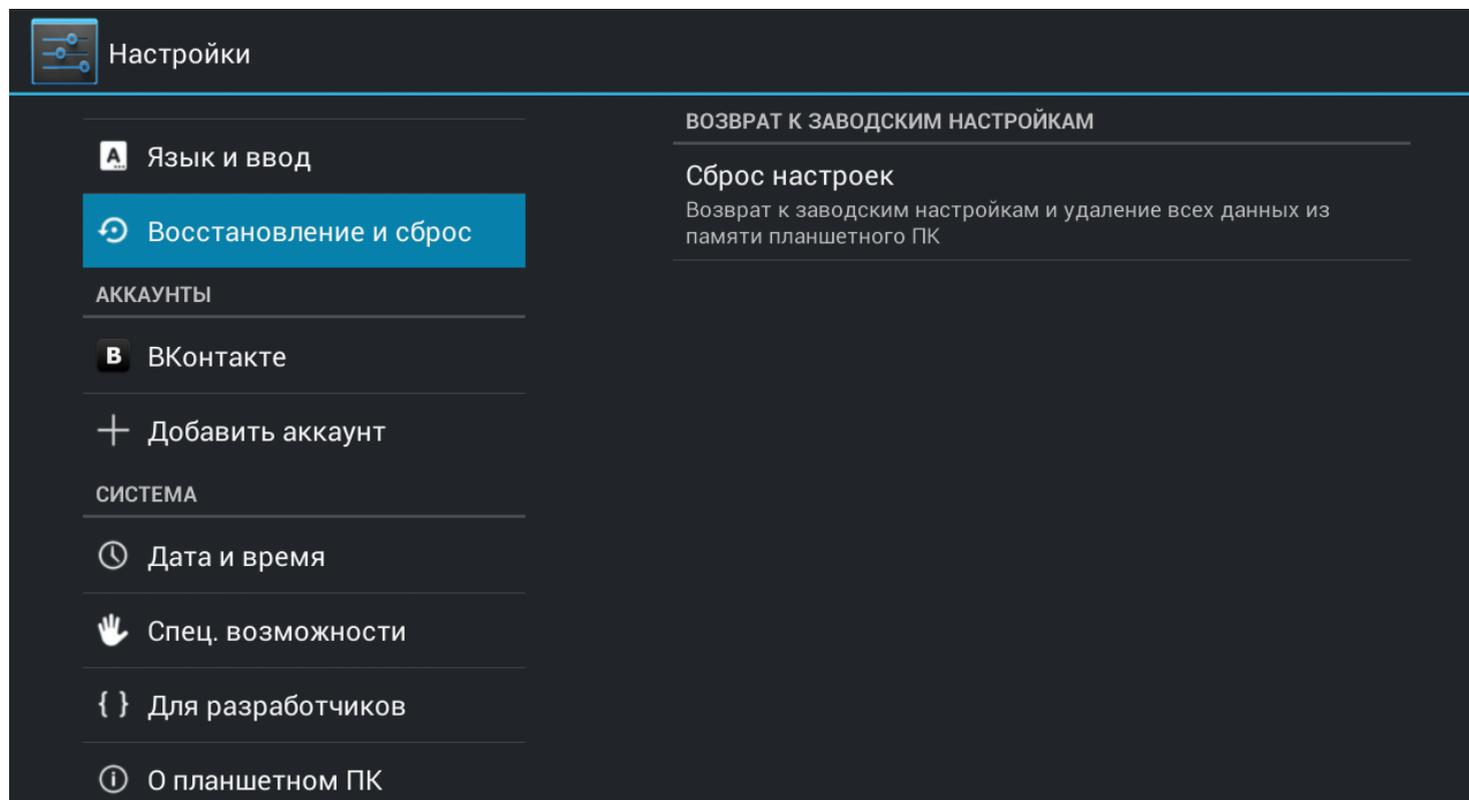 Настройки
Язык и ввод
Восстановление и сброс
АККАУНТЫ
B ВКонтакте
Добавить аккаунт
СИСТЕМА
Дата и время
Спец. возможности
{ } Для разработчиков
О планшетном ПК
ВОЗВРАТ К ЗАВОДСКИМ НАСТРОЙКАМ
Сброс настроек
Возврат к заводским настройкам и удаление всех данных из
памяти планшетного ПК